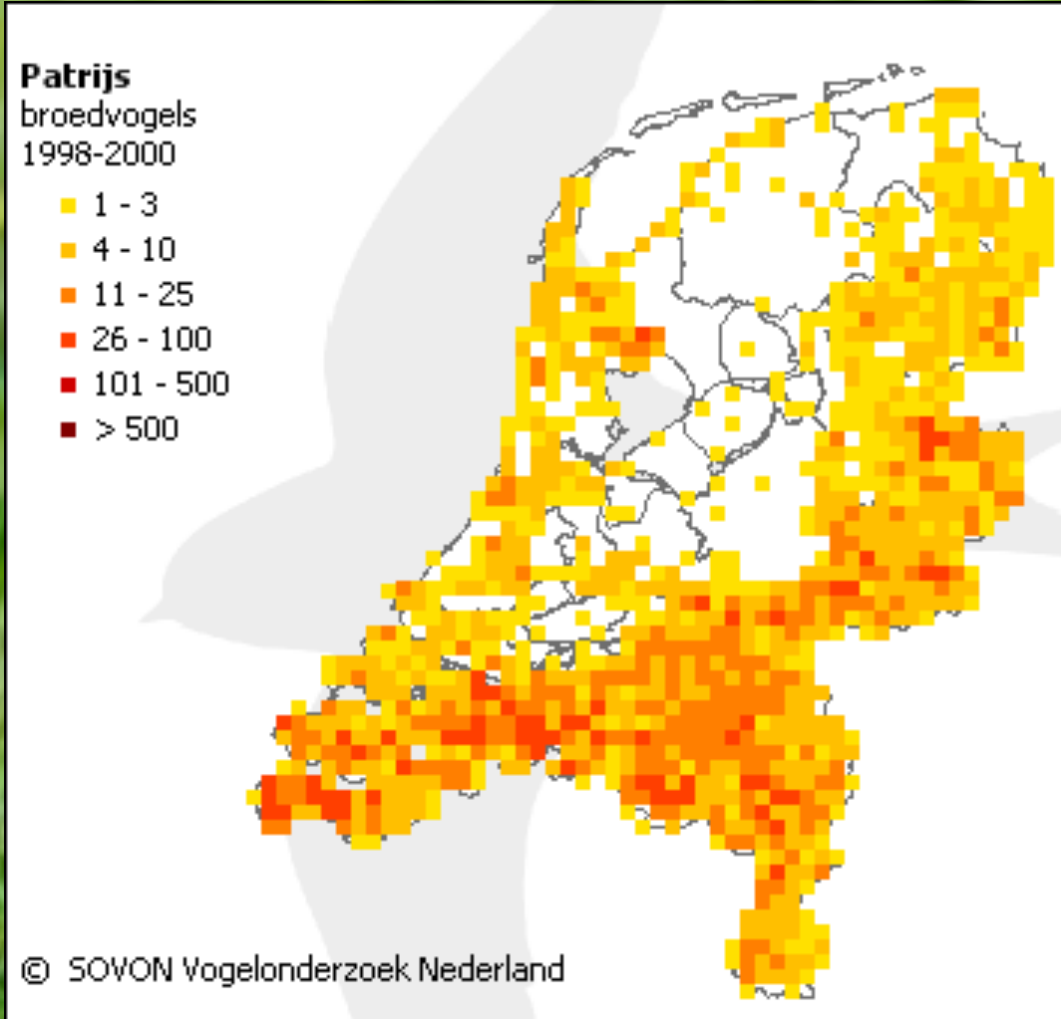 Patrijs
broedvogels
1998-2000
1 - 3
4 - 10
11 - 25
26 - 100
101 - 500
> 500
© SOVON Vogelonderzoek Nederland